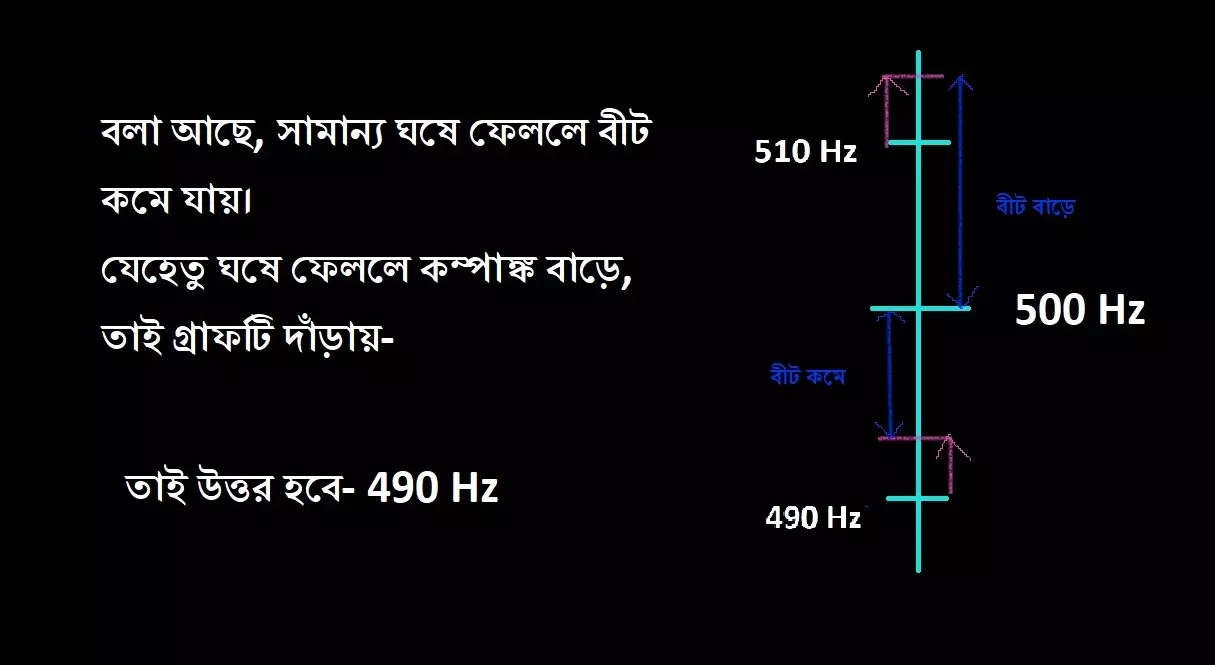 বলা আছে, সামান্য ঘষে ফেললে বীট
কমে যায়।
যেহেতু ঘষে ফেললে কম্পাঙ্ক বাড়ে,
তাই গ্রাফটি দাঁড়ায়-
তাই উত্তর হবে- 490 Hz
510 Hz
বীট বাড়ে
500 Hz
বীট কমে
490 Hz